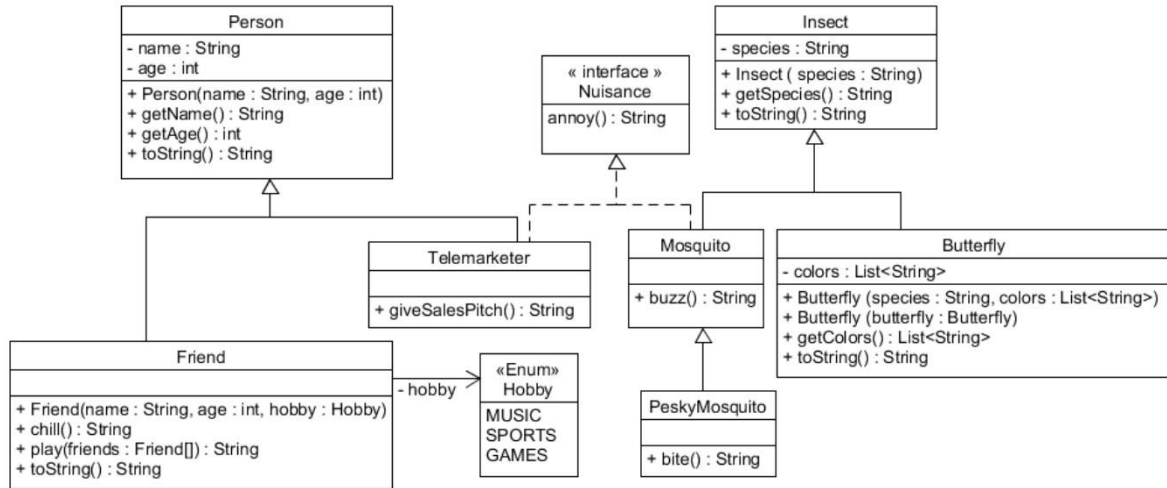 Person
- name : String
- age : int
+ Person(name : String, age : int)
+ getName() : String
+ getAge() : int
+ toString() : String
« interface »
Nuisance
annoy() : String
Insect
- species : String
+ Insect ( species : String)
+ getSpecies() : String
+ toString() : String
Telemarketer
+ giveSalesPitch() : String
Mosquito
+ buzz() : String
Butterfly
- colors : List<String>
+ Butterfly (species : String, colors : List<String>)
+ Butterfly (butterfly : Butterfly)
+ getColors() : List<String>
+ toString() : String
Friend
+ Friend(name : String, age : int, hobby : Hobby)
+ chill() : String
+ play(friends : Friend[]) : String
+ toString() : String
- hobby
«Enum»
Hobby
MUSIC
SPORTS
GAMES
PeskyMosquito
+ bite() : String